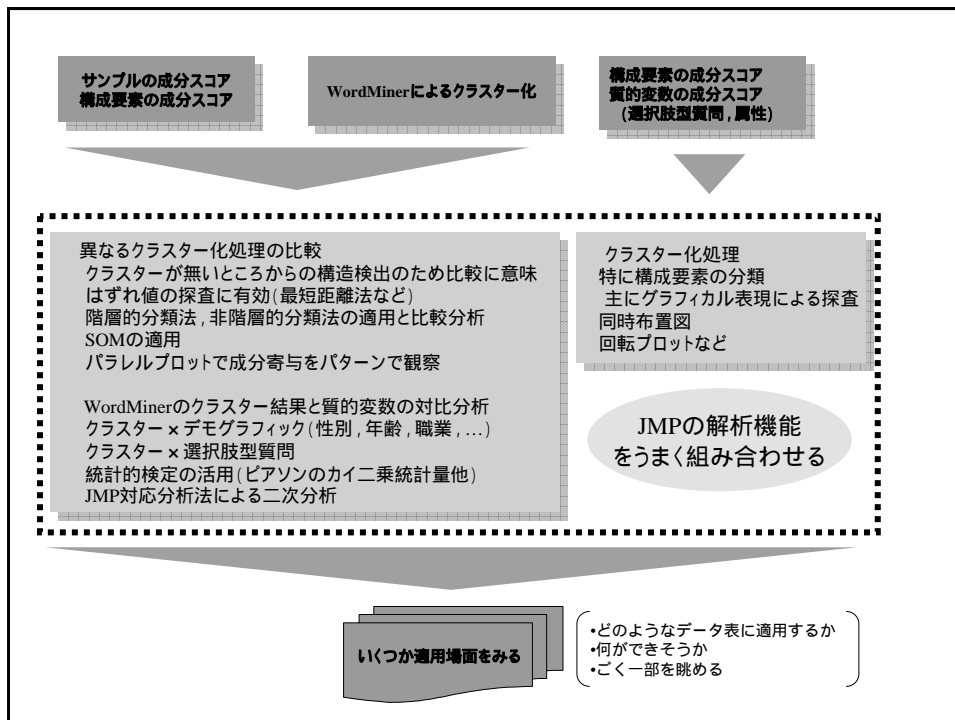 サンプルの成分スコア
構成要素の成分スコア
WordMinerによるクラスター化
構成要素の成分スコア
質的変数の成分スコア
(選択肢型質問,属性)
異なるクラスター化処理の比較
クラスターが無いところからの構造検出のため比較に意味
はずれ値の探査に有効(最短距離法など)
階層的分類法,非階層的分類法の適用と比較分析
SOMの適用
パラレルプロットで成分寄与をパターンで観察
WordMinerのクラスター結果と質的変数の対比分析
クラスター×デモグラフィック(性別,年齢,職業,…)
クラスター×選択肢型質問
統計的検定の活用(ピアソンのカイ二乗統計量他)
JMP対応分析法による二次分析
クラスター化処理
特に構成要素の分類
主にグラフィカル表現による探査
同時布置図
回転プロットなど
JMPの解析機能
をうまく組み合わせる
いくつか適用場面をみる
•どのようなデータ表に適用するか
•何ができそうか
•ごく一部を眺める